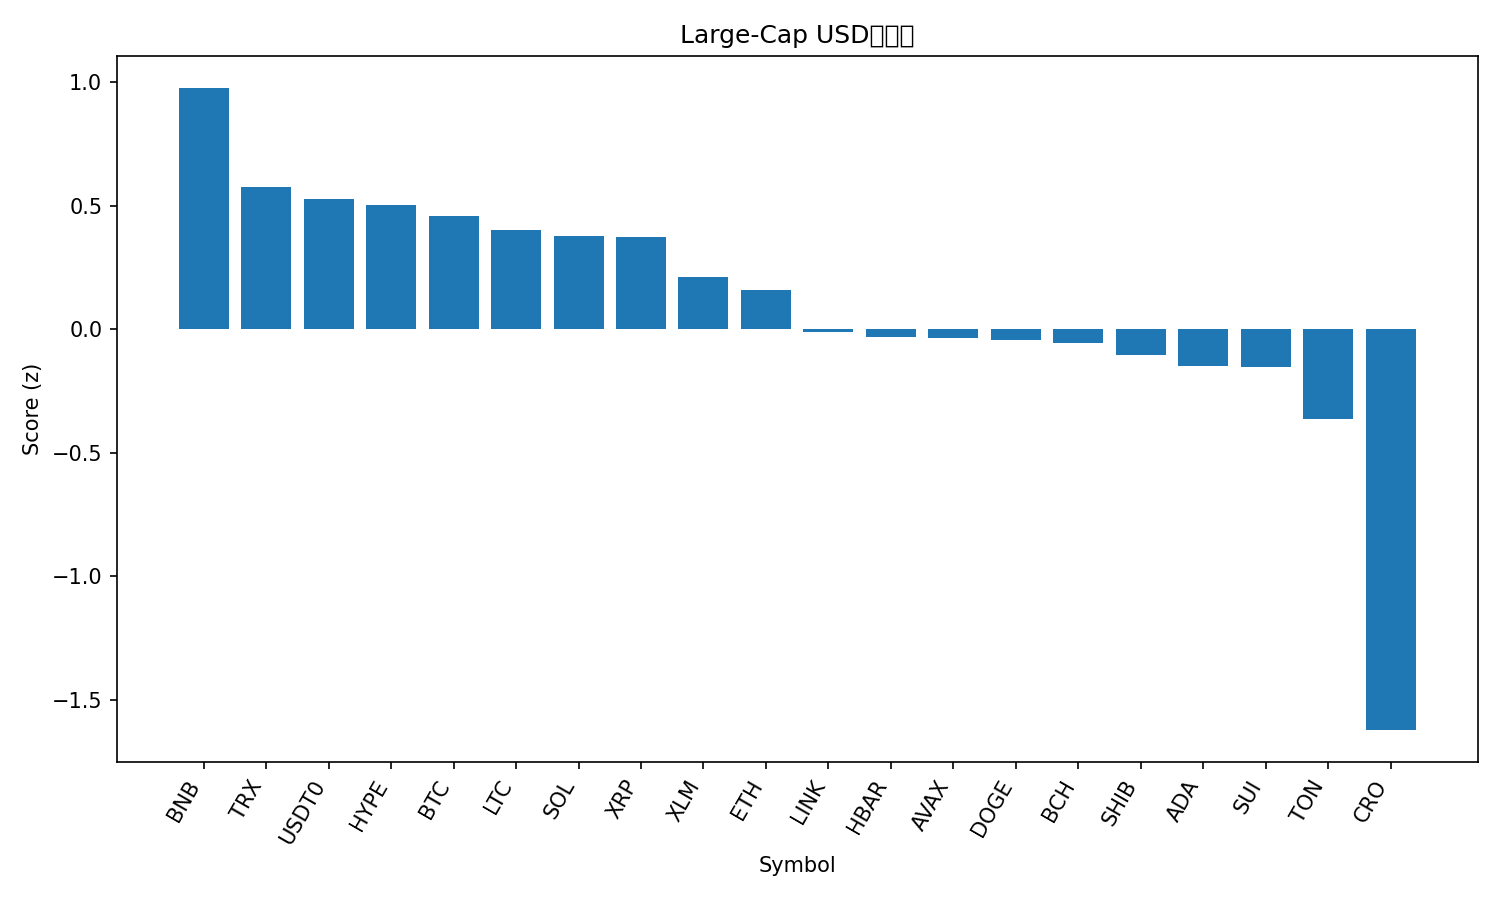 Large-Cap USD
Score (z)
1.0
0.5
0.0
−0.5
−1.0
−1.5
BNB
TRX
USDT0
HYPE
BTC
LTC
SOL
XRP
XLM
ETH
LINK
HBAR
AVAX
DOGE
BCH
SHIB
ADA
SUI
TON
CRO
Symbol